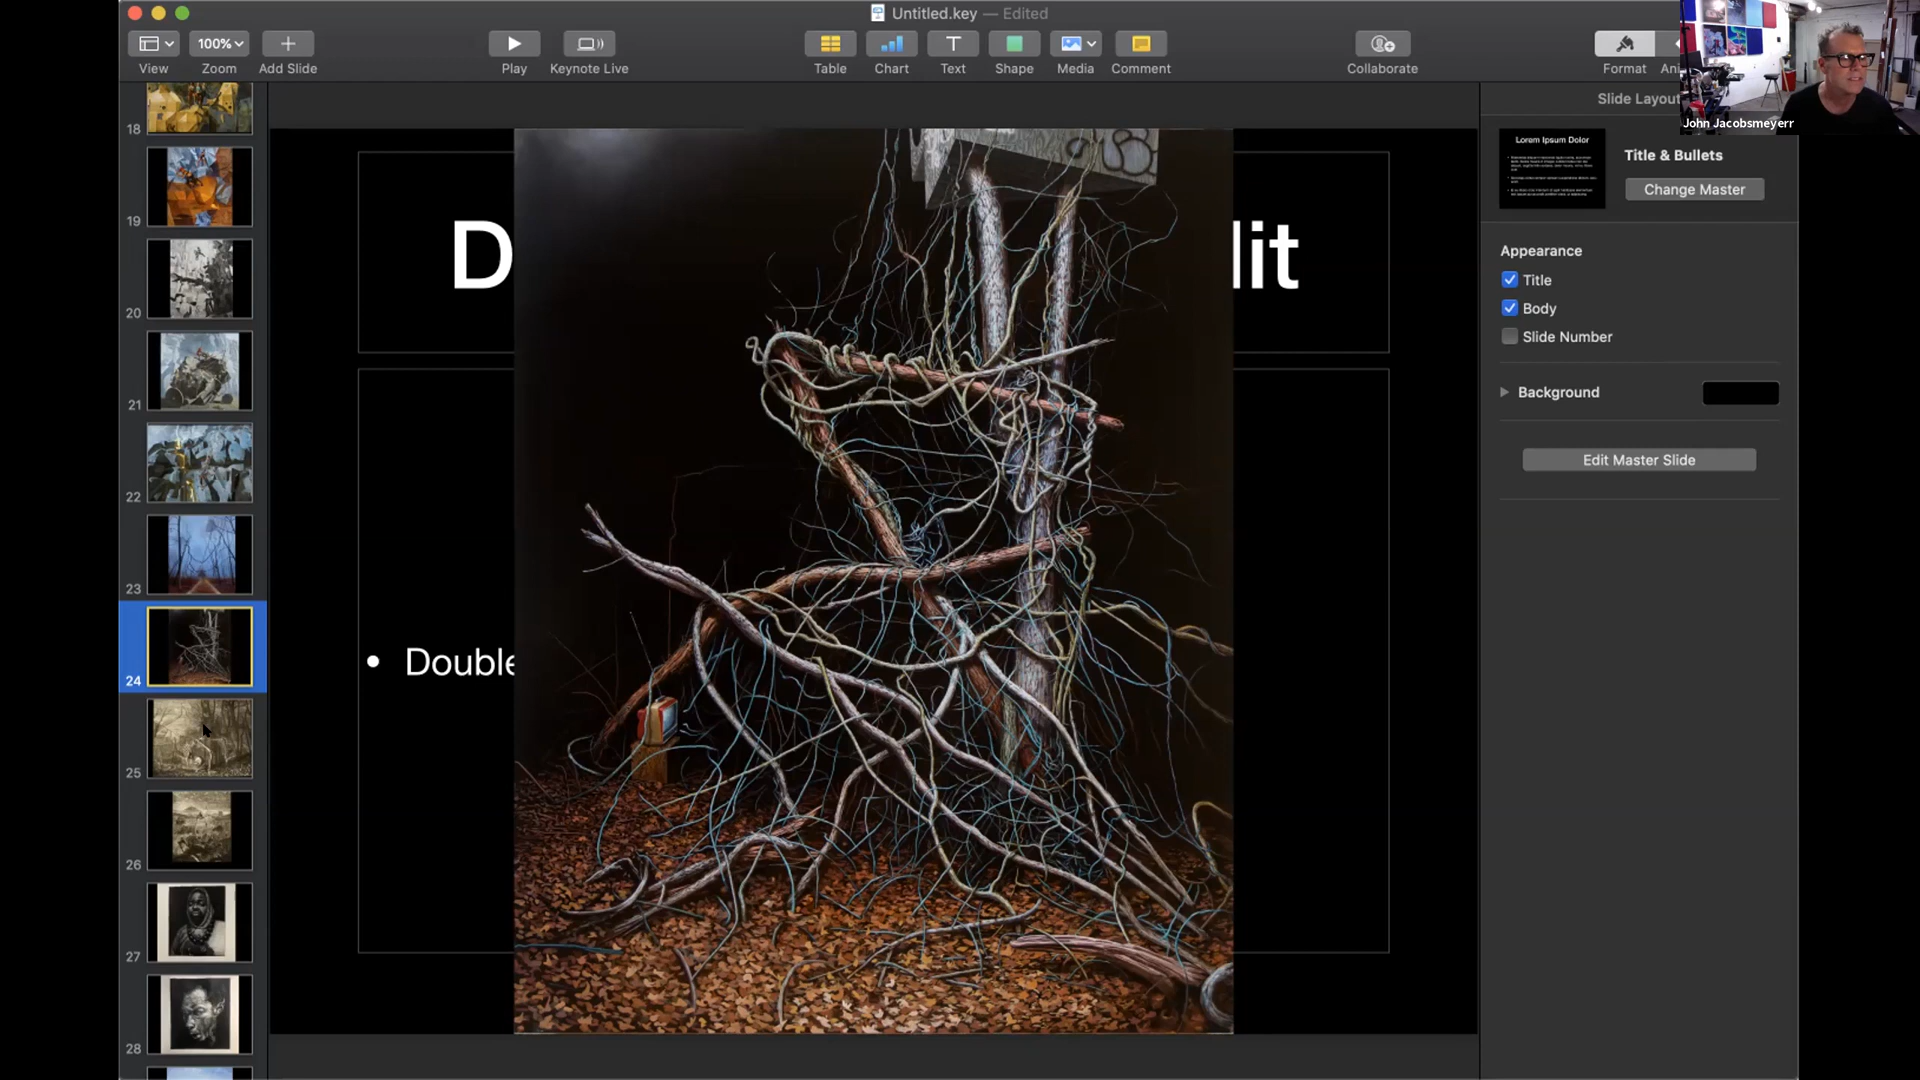 Untitled.key — Edited
100%
View
Zoom
Add Slide
Play
Keynote Live
Table
Chart
Text
Shape
Media
Comment
Collaborate
Format
Ani
John Jacobsmeyerr
Slide Layou
Lorem Ipsum Dolor
Title & Bullets
Change Master
Appearance
Title
Body
Slide Number
Background
Edit Master Slide
D
lit
• Double
18
19
20
21
22
23
24
25
26
27
28